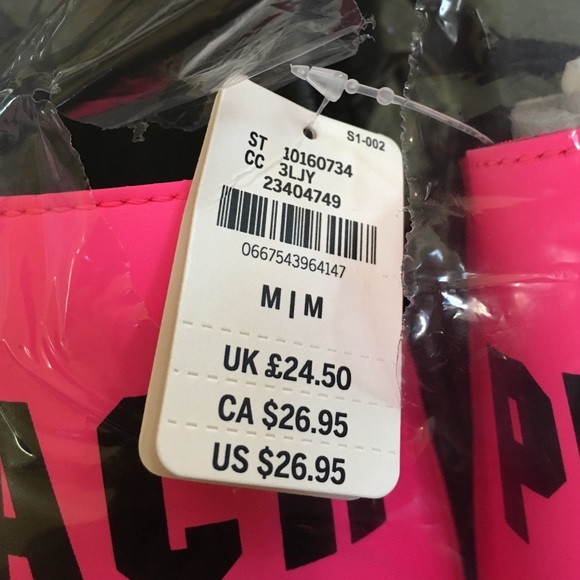 S1-002
ST 10160734
CC 3LJY
23404749
0667543964147
M | M
UK £24.50
CA $26.95
US $26.95